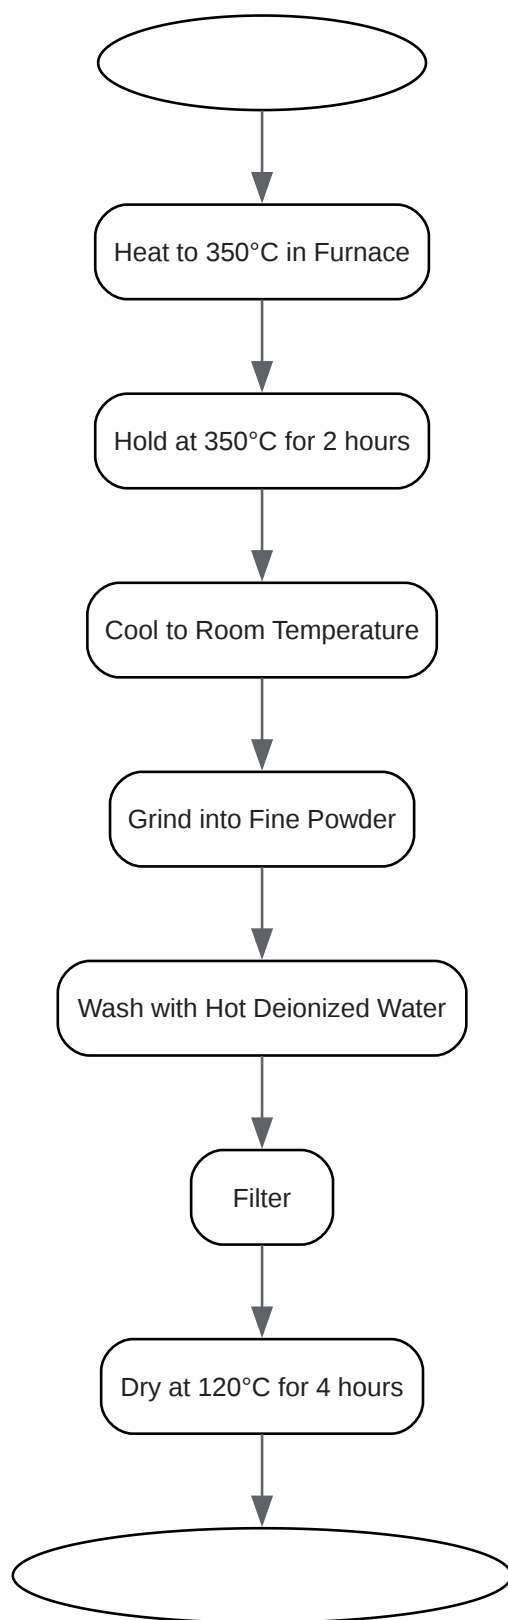 Heat to 350°C in Furnace
Hold at 350°C for 2 hours
Cool to Room Temperature
Grind into Fine Powder
Wash with Hot Deionized Water
Filter
Dry at 120°C for 4 hours